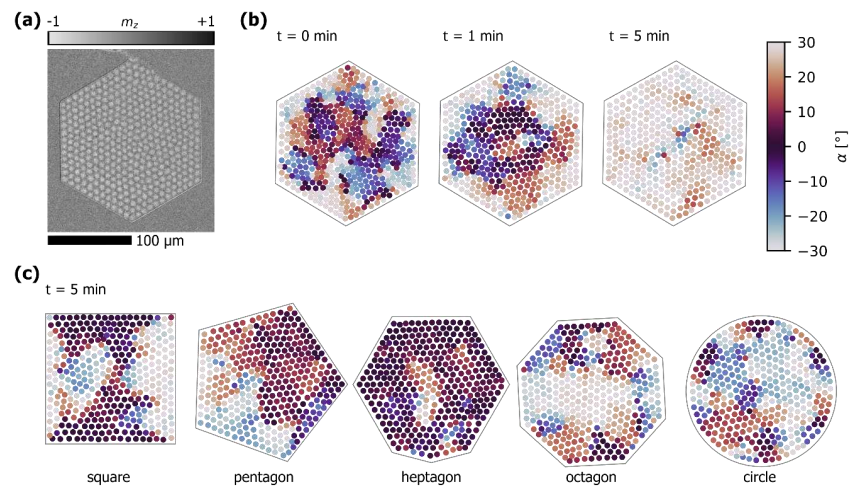 (a)
-1 m_z +1
100 μm
(b)
t = 0 min
t = 1 min
t = 5 min
30
20
10
0
−10
−20
−30
α [°]
(c)
t = 5 min
square
pentagon
heptagon
octagon
circle